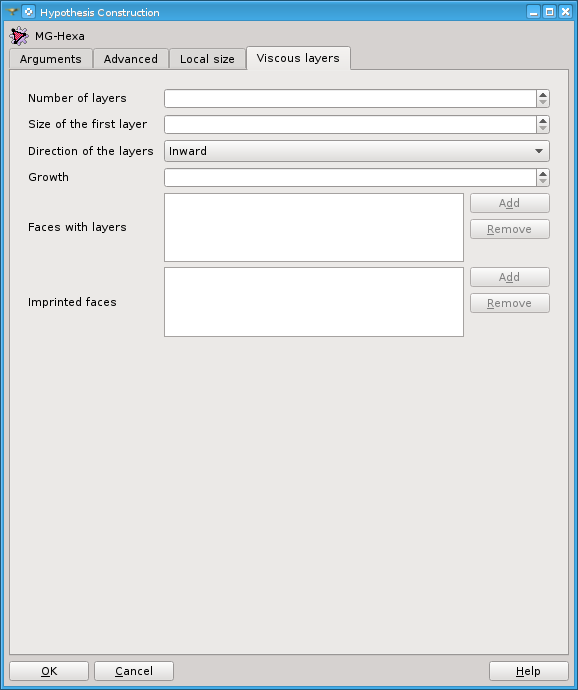 Hypothesis Construction
MG-Hexa
Arguments Advanced Local size Viscous layers
Number of layers
Size of the first layer
Direction of the layers Inward
Growth
Faces with layers
Add
Remove
Imprinted faces
Add
Remove
OK Cancel Help